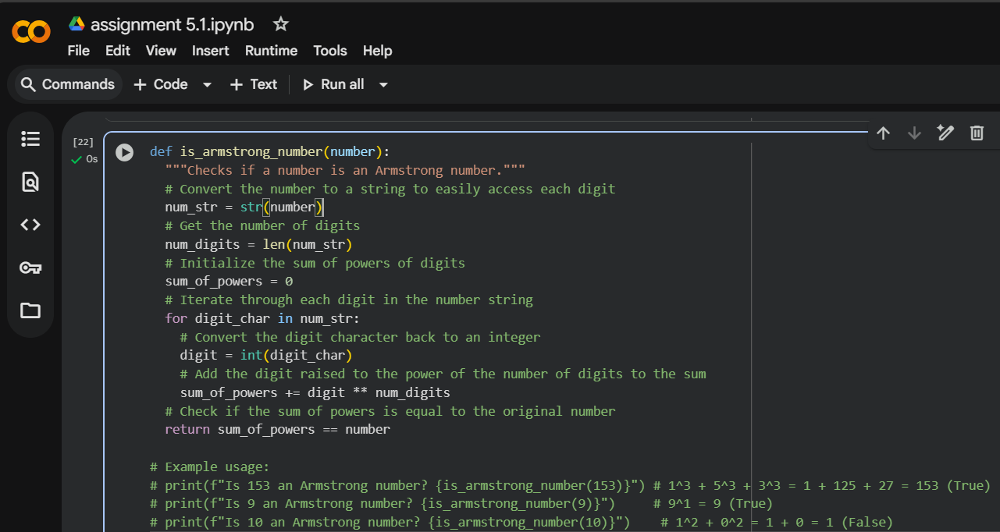 assignment 5.1.ipynb
File Edit View Insert Runtime Tools Help
Commands + Code + Text Run all
[22]
0s
def is_armstrong_number(number):
  """Checks if a number is an Armstrong number."""
  # Convert the number to a string to easily access each digit
  num_str = str(number)
  # Get the number of digits
  num_digits = len(num_str)
  # Initialize the sum of powers of digits
  sum_of_powers = 0
  # Iterate through each digit in the number string
  for digit_char in num_str:
    # Convert the digit character back to an integer
    digit = int(digit_char)
    # Add the digit raised to the power of the number of digits to the sum
    sum_of_powers += digit ** num_digits
  # Check if the sum of powers is equal to the original number
  return sum_of_powers == number
# Example usage:
# print(f"Is 153 an Armstrong number? {is_armstrong_number(153)}") # 1^3 + 5^3 + 3^3 = 1 + 125 + 27 = 153 (True)
# print(f"Is 9 an Armstrong number? {is_armstrong_number(9)}")     # 9^1 = 9 (True)
# print(f"Is 10 an Armstrong number? {is_armstrong_number(10)}")    # 1^2 + 0^2 = 1 + 0 = 1 (False)